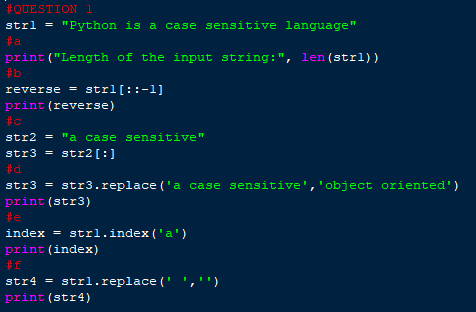 #QUESTION 1
str1 = "Python is a case sensitive language"
#a
print("Length of the input string:", len(str1))
#b
reverse = str1[::-1]
print(reverse)
#c
str2 = "a case sensitive"
str3 = str2[:]
#d
str3 = str3.replace('a case sensitive','object oriented')
print(str3)
#e
index = str1.index('a')
print(index)
#f
str4 = str1.replace(' ','')
print(str4)